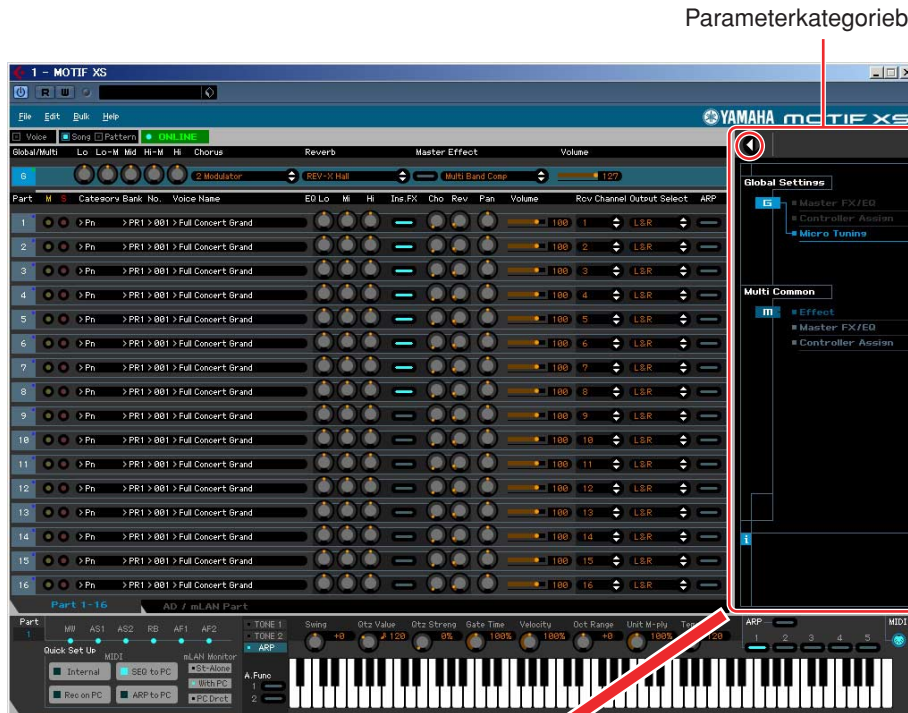 Parameterkategorieb
1 - MOTIF XS
R W
File Edit Bulk Help
YAMAHA MOTIF XS
Voice Song Pattern ONLINE
Global/Multi Lo Lo-M Mid Hi-M Hi Chorus Reverb Master Effect Volume
G 2 Modulator REV-X Hall Multi Band Comp 127
Part M S Category Bank No. Voice Name EQ Lo Mi Hi Ins.FX Cho Rev Pan Volume Rcv Channel Output Select ARP
1 Pn PR1 001 Full Concert Grand 100 1 L&R
2 Pn PR1 001 Full Concert Grand 100 2 L&R
3 Pn PR1 001 Full Concert Grand 100 3 L&R
4 Pn PR1 001 Full Concert Grand 100 4 L&R
5 Pn PR1 001 Full Concert Grand 100 5 L&R
6 Pn PR1 001 Full Concert Grand 100 6 L&R
7 Pn PR1 001 Full Concert Grand 100 7 L&R
8 Pn PR1 001 Full Concert Grand 100 8 L&R
9 Pn PR1 001 Full Concert Grand 100 9 L&R
10 Pn PR1 001 Full Concert Grand 100 10 L&R
11 Pn PR1 001 Full Concert Grand 100 11 L&R
12 Pn PR1 001 Full Concert Grand 100 12 L&R
13 Pn PR1 001 Full Concert Grand 100 13 L&R
14 Pn PR1 001 Full Concert Grand 100 14 L&R
15 Pn PR1 001 Full Concert Grand 100 15 L&R
16 Pn PR1 001 Full Concert Grand 100 16 L&R
Global Settings
G Master FX/EQ
Controller Assign
Micro Tuning
Multi Common
m Effect
Master FX/EQ
Controller Assign
i
Part 1-16 AD / mLAN Part
Part MW AS1 AS2 RB AF1 AF2
1
TONE 1
TONE 2
ARP
Swing Qtz Value Qtz Streng Gate Time Velocity Oct Range Unit M-ply
+0 120 0% 100% 100% +0 100% 120
ARP
1 2 3 4 5
MIDI
Quick Set Up MIDI mLAN Monitor
Internal SEQ to PC St-Alone
With PC
Rec on PC ARP to PC PC Drct
A.Func
1
2